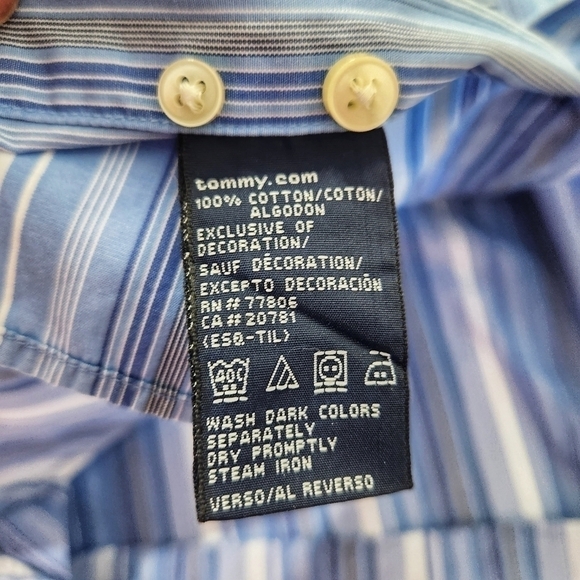 tommy.com
100% COTTON/COTON/
ALGODON
EXCLUSIVE OF
DECORATION/
SAUF DÉCORATION/
EXCEPTO DECORACIÓN
RN# 77806
CA# 20781
(ESQ-TIL)
40C
WASH DARK COLORS
SEPARATELY
DRY PROMPTLY
STEAM IRON
VERSO/AL REVERSO